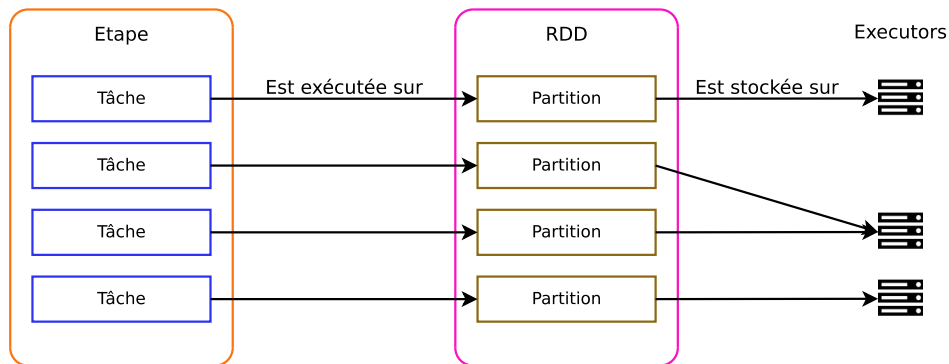 Etape
RDD
Executors
Tâche
Est exécutée sur
Partition
Est stockée sur
Tâche
Partition
Tâche
Partition
Tâche
Partition